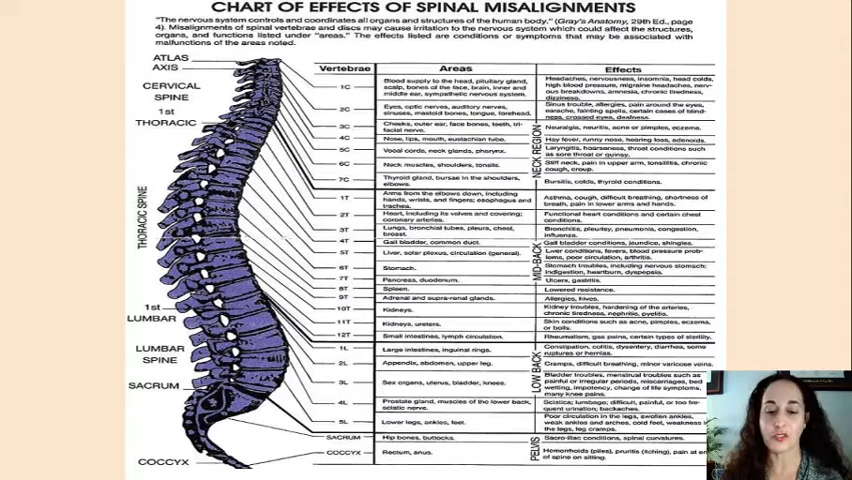 CHART OF EFFECTS OF SPINAL MISALIGNMENTS
"The nervous system controls and coordinates all organs and structures of the human body." (Gray's Anatomy, 29th Ed., page
4). Misalignments of spinal vertebrae and discs may cause irritation to the nervous system which could affect the structures,
organs, and functions listed under "areas." The effects listed are conditions or symptoms that may be associated with
malfunctions of the areas noted.
ATLAS
AXIS
CERVICAL
SPINE
1st
THORACIC
THORACIC SPINE
1st
LUMBAR
LUMBAR
SPINE
SACRUM
COCCYX
Vertebrae Areas Effects
NECK REGION
MID-BACK
LOW BACK
PELVIS
1C
Blood supply to the head, pituitary gland,
scalp, bones of the face, brain, inner and
middle ear, sympathetic nervous system.
Headaches, nervousness, insomnia, head colds,
high blood pressure, migraine headaches, ner-
vous breakdowns, amnesia, chronic tiredness,
dizziness.
2C
Eyes, optic nerves, auditory nerves,
sinuses, mastoid bones, tongue, forehead.
Sinus trouble, allergies, pain around the eyes,
earache, fainting spells, certain cases of blind-
ness, crossed eyes, deafness.
3C
Cheeks, outer ear, face bones, teeth, tri-
facial nerve.
Neuralgia, neuritis, acne or pimples, eczema.
4C
Nose, lips, mouth, eustachian tube.
Hay fever, runny nose, hearing loss, adenoids.
5C
Vocal cords, neck glands, pharynx.
Laryngitis, hoarseness, throat conditions such
as sore throat or quinsy.
6C
Neck muscles, shoulders, tonsils.
Stiff neck, pain in upper arm, tonsilitis, chronic
cough, croup.
7C
Thyroid gland, bursae in the shoulders,
elbows.
Bursitis, colds, thyroid conditions.
1T
Arms from the elbows down, including
hands, wrists, and fingers; esophagus and
trachea.
Asthma, cough, difficult breathing, shortness of
breath, pain in lower arms and hands.
2T
Heart, including its valves and covering;
coronary arteries.
Functional heart conditions and certain chest
conditions.
3T
Lungs, bronchial tubes, pleura, chest,
breast.
Bronchitis, pleurisy, pneumonia, congestion,
influenza.
4T
Gall bladder, common duct.
Gall bladder conditions, jaundice, shingles.
5T
Liver, solar plexus, circulation (general).
Liver conditions, fevers, blood pressure prob-
lems, poor circulation, arthritis.
6T
Stomach.
Stomach troubles, including nervous stomach;
indigestion, heartburn, dyspepsia.
7T
Pancreas, duodenum.
Ulcers, gastritis.
8T
Spleen.
Lowered resistance.
9T
Adrenal and supra-renal glands.
Allergies, hives.
10T
Kidneys.
Kidney troubles, hardening of the arteries,
chronic tiredness, nephritis, pyelitis.
11T
Kidneys, ureters.
Skin conditions such as acne, pimples, eczema,
or boils.
12T
Small intestines, lymph circulation.
Rheumatism, gas pains, certain types of sterility.
1L
Large intestines, inguinal rings.
Constipation, colitis, dysentery, diarrhea, some
ruptures or hernias.
2L
Appendix, abdomen, upper leg.
Cramps, difficult breathing, minor varicose veins.
3L
Sex organs, uterus, bladder, knees.
Bladder troubles, menstrual troubles such as
painful or irregular periods, miscarriages, bed
wetting, impotency, change of life symptoms,
many knee pains.
4L
Prostate gland, muscles of the lower back,
sciatic nerve.
Sciatica; lumbago; difficult, painful, or too fre-
quent urination; backaches.
5L
Lower legs, ankles, feet.
Poor circulation in the legs, swollen ankles,
weak ankles and arches, cold feet, weakness in
the legs, leg cramps.
SACRUM
Hip bones, buttocks.
Sacro-iliac conditions, spinal curvatures.
COCCYX
Rectum, anus.
Hemorrhoids (piles), pruritis (itching), pain at
of spine on sitting.